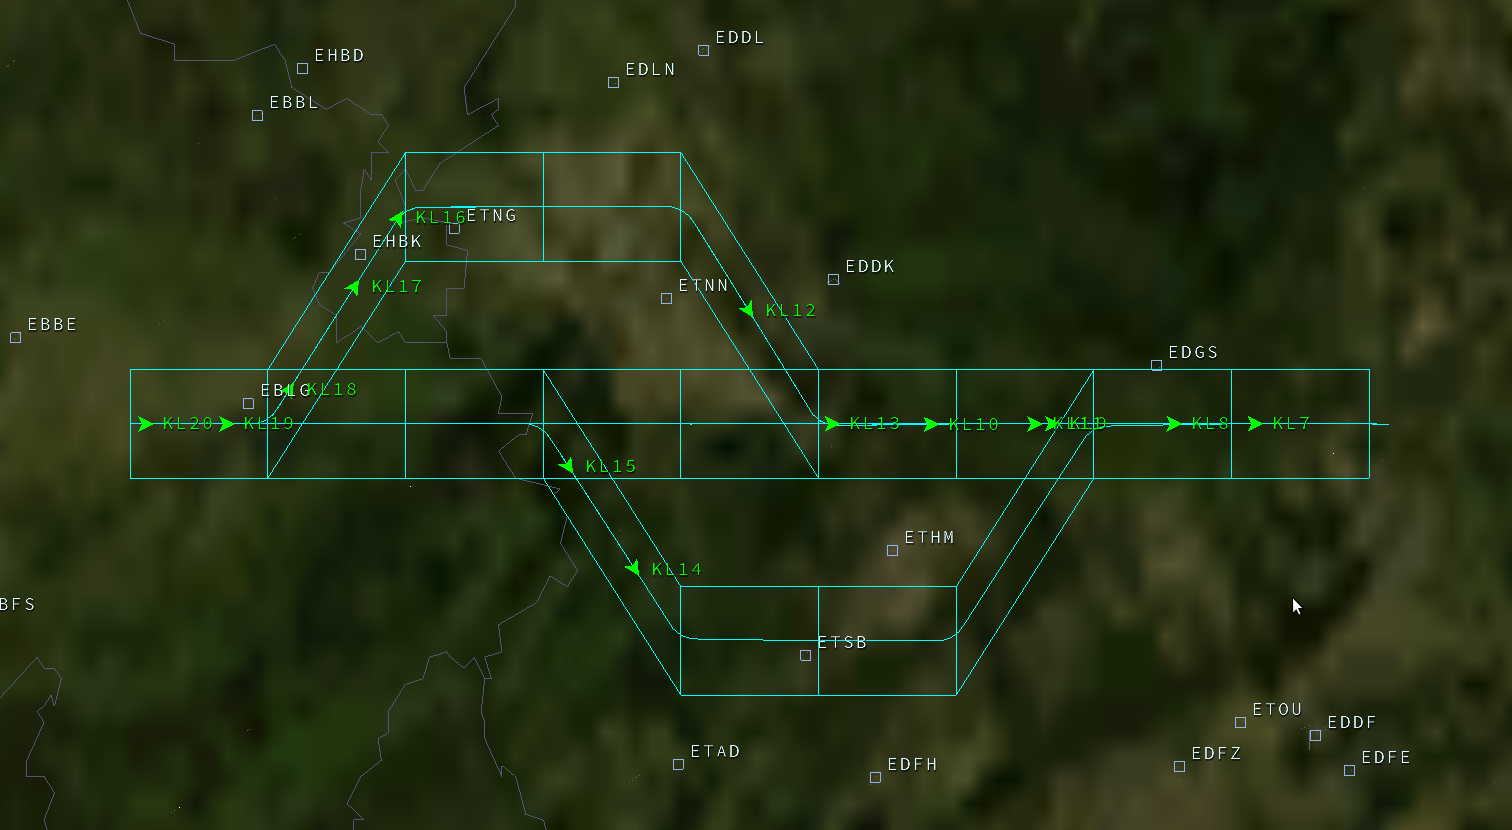 EDDL
EHBD
EDLN
EBBL
KL16
ETNG
EHBK
EDDK
KL17
ETNN
KL12
EBBE
EDGS
EBLG
KL18
KL20
KL19
KL13
KL10
KL8
KL7
KL15
ETHM
KL14
BFS
ETSB
ETOU
EDDF
ETAD
EDFZ
EDFE
EDFH